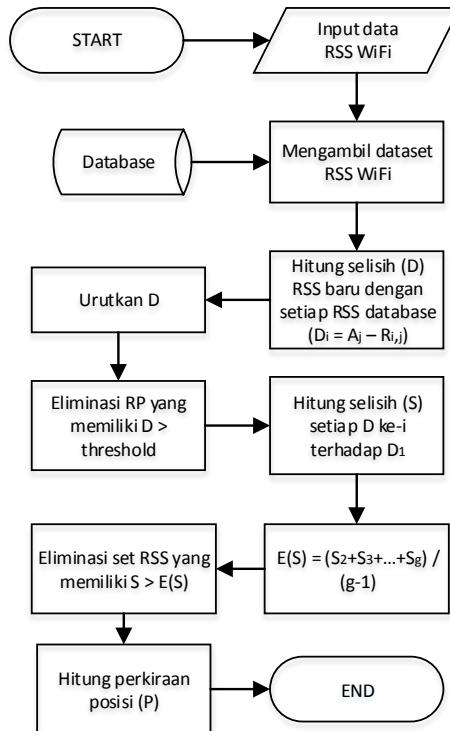 START
Input data
RSS WiFi
Database
Mengambil dataset
RSS WiFi
Hitung selisih (D)
RSS baru dengan
setiap RSS database
(Di = Aj – Ri,j)
Urutkan D
Eliminasi RP yang
memiliki D >
threshold
Hitung selisih (S)
setiap D ke-i
terhadap D1
E(S) = (S2+S3+...+Sg) /
(g-1)
Eliminasi set RSS yang
memiliki S > E(S)
Hitung perkiraan
posisi (P)
END